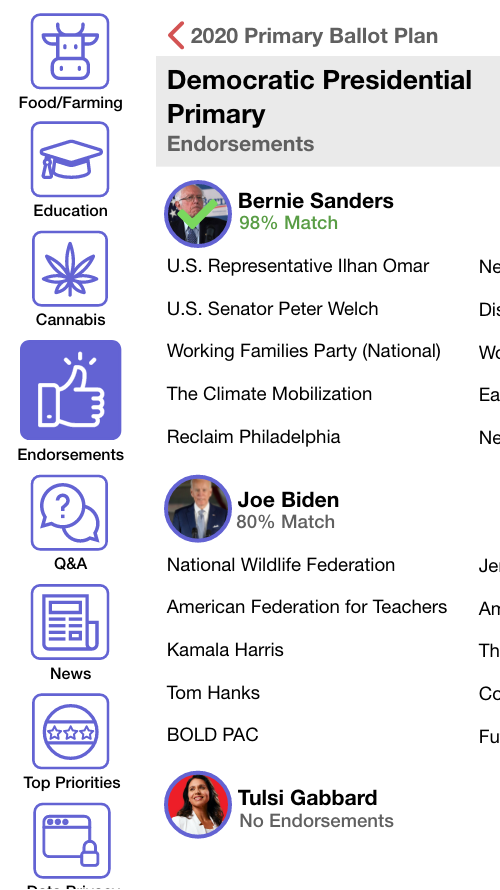 2020 Primary Ballot Plan
Democratic Presidential
Primary
Endorsements
Food/Farming
Education
Cannabis
Endorsements
Q&A
News
Top Priorities
Data Privacy
Bernie Sanders
98% Match
U.S. Representative Ilhan Omar
Ne
U.S. Senator Peter Welch
Dis
Working Families Party (National)
Wo
The Climate Mobilization
Ea
Reclaim Philadelphia
Ne
Joe Biden
80% Match
National Wildlife Federation
Jer
American Federation for Teachers
Am
Kamala Harris
Th
Tom Hanks
Co
BOLD PAC
Fu
Tulsi Gabbard
No Endorsements